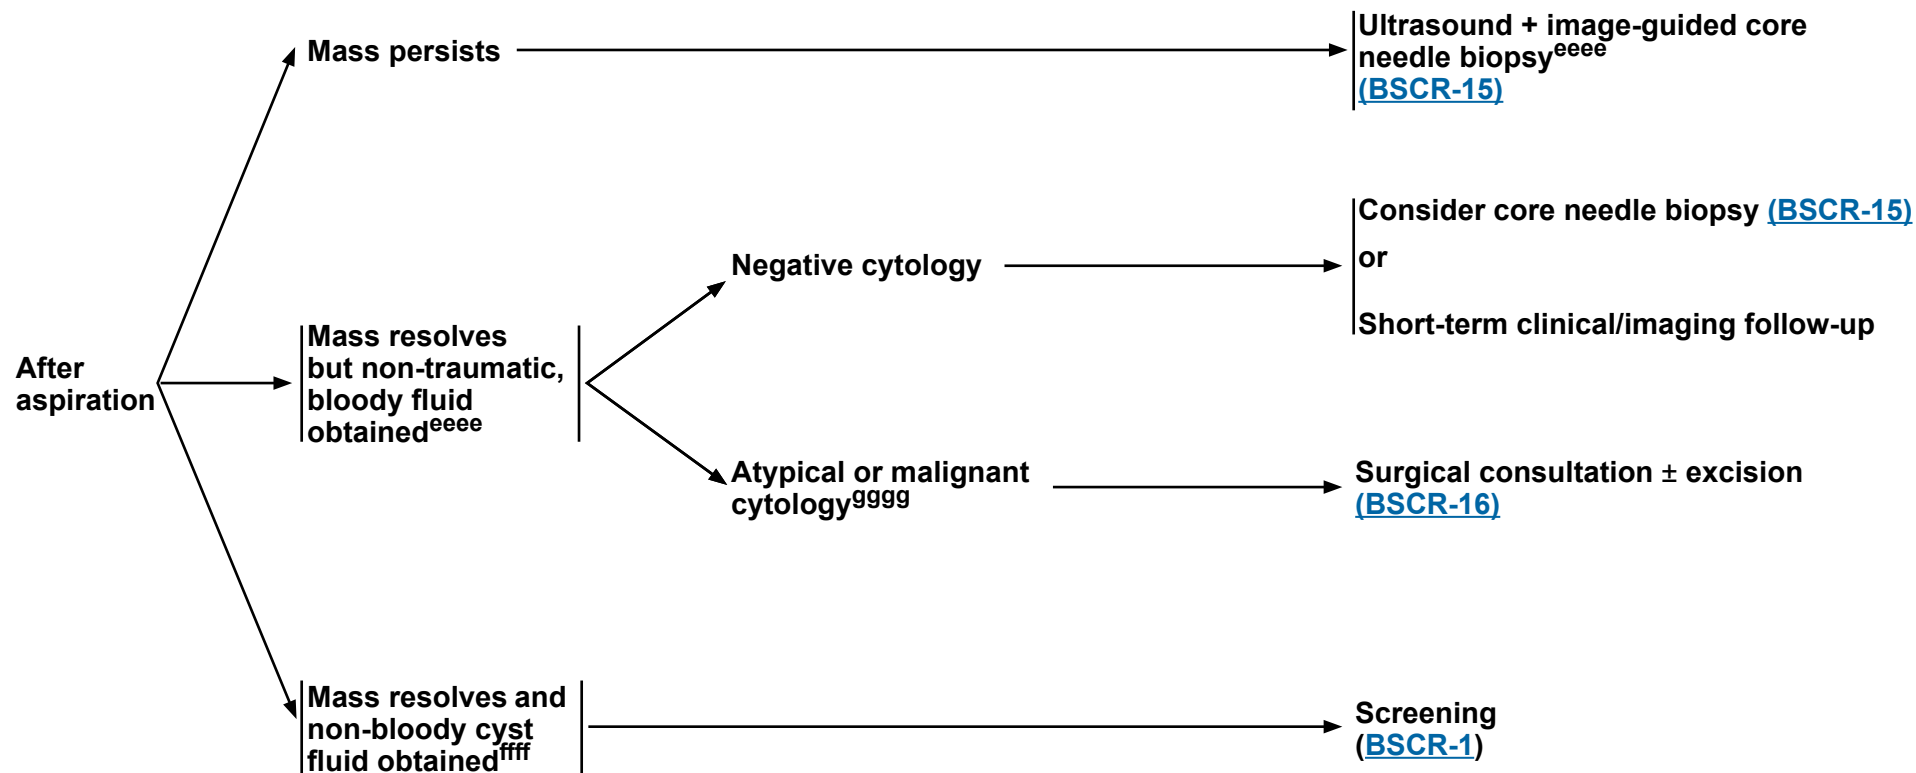 Mass persists
Ultrasound + image-guided core
needle biopsyeeee
(BSCR-15)
After
aspiration
Mass resolves
but non-traumatic,
bloody fluid
obtainedeeee
Negative cytology
Consider core needle biopsy (BSCR-15)
or
Short-term clinical/imaging follow-up
Atypical or malignant
cytologygggg
Surgical consultation ± excision
(BSCR-16)
Mass resolves and
non-bloody cyst
fluid obtainedffff
Screening
(BSCR-1)